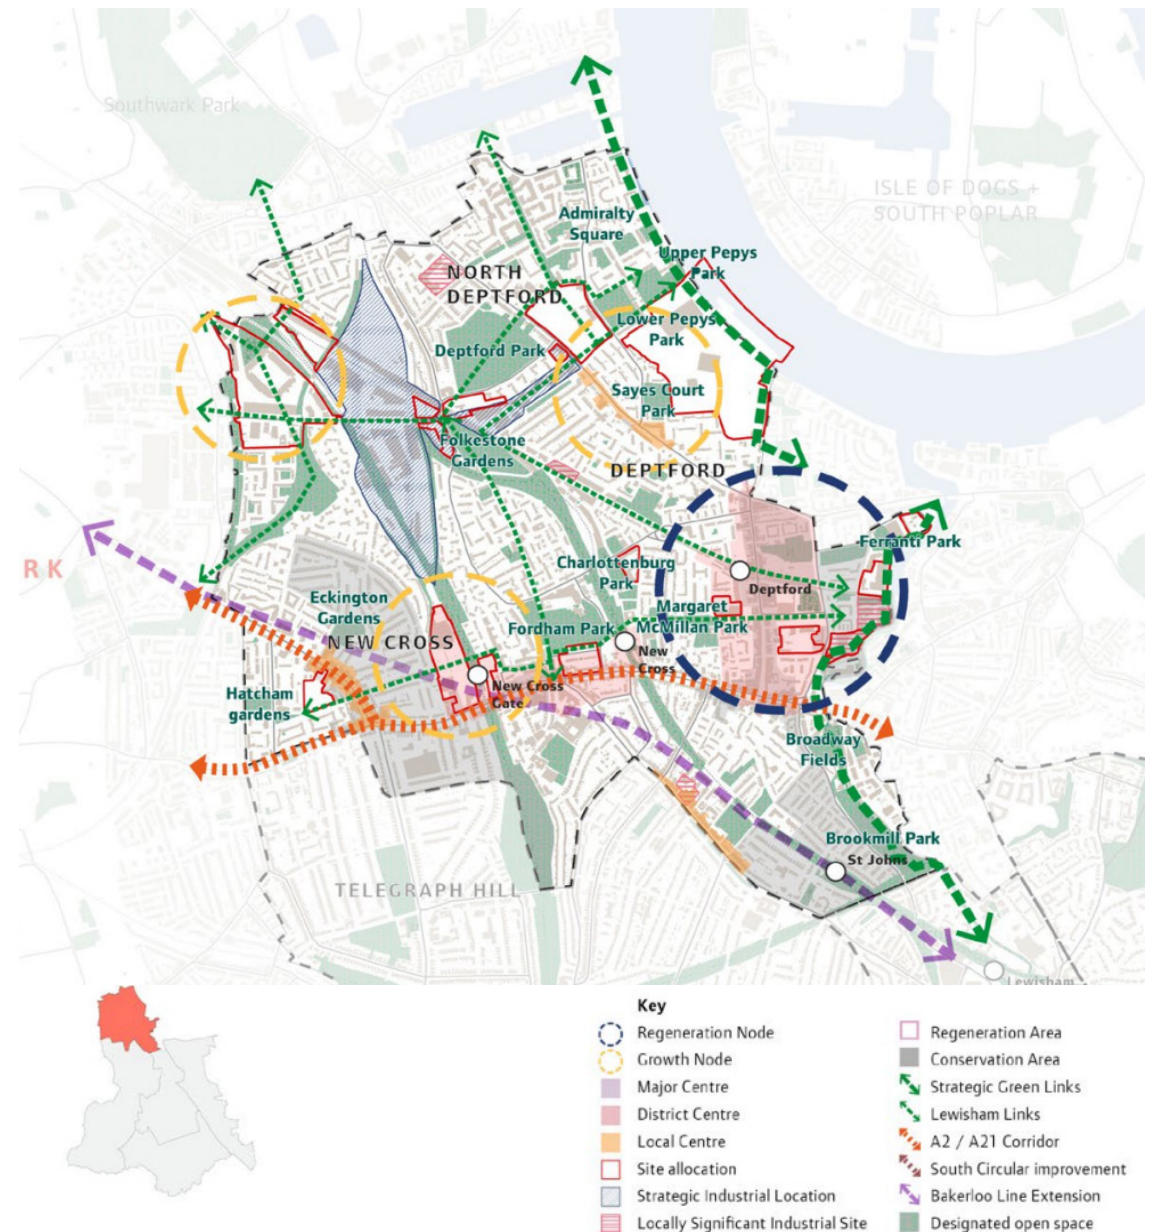 Southwark Park
ISLE OF DOGS +
SOUTH POPLAR
Admiralty
Square
Upper Pepys
Park
NORTH
DEPTFORD
Lower Pepys
Park
Deptford Park
Sayes Court
Park
Folkestone
Gardens
DEPTFORD
Ferranti Park
RK
Charlottenburg
Park
Deptford
Eckington
Gardens
Margaret
McMillan Park
Fordham Park
NEW CROSS
New
Cross
New Cross
Gate
Hatcham
gardens
Broadway
Fields
Brookmill Park
St Johns
TELEGRAPH HILL
Lewisham
Key
Regeneration Node
Growth Node
Major Centre
District Centre
Local Centre
Site allocation
Strategic Industrial Location
Locally Significant Industrial Site
Regeneration Area
Conservation Area
Strategic Green Links
Lewisham Links
A2 / A21 Corridor
South Circular improvement
Bakerloo Line Extension
Designated open space